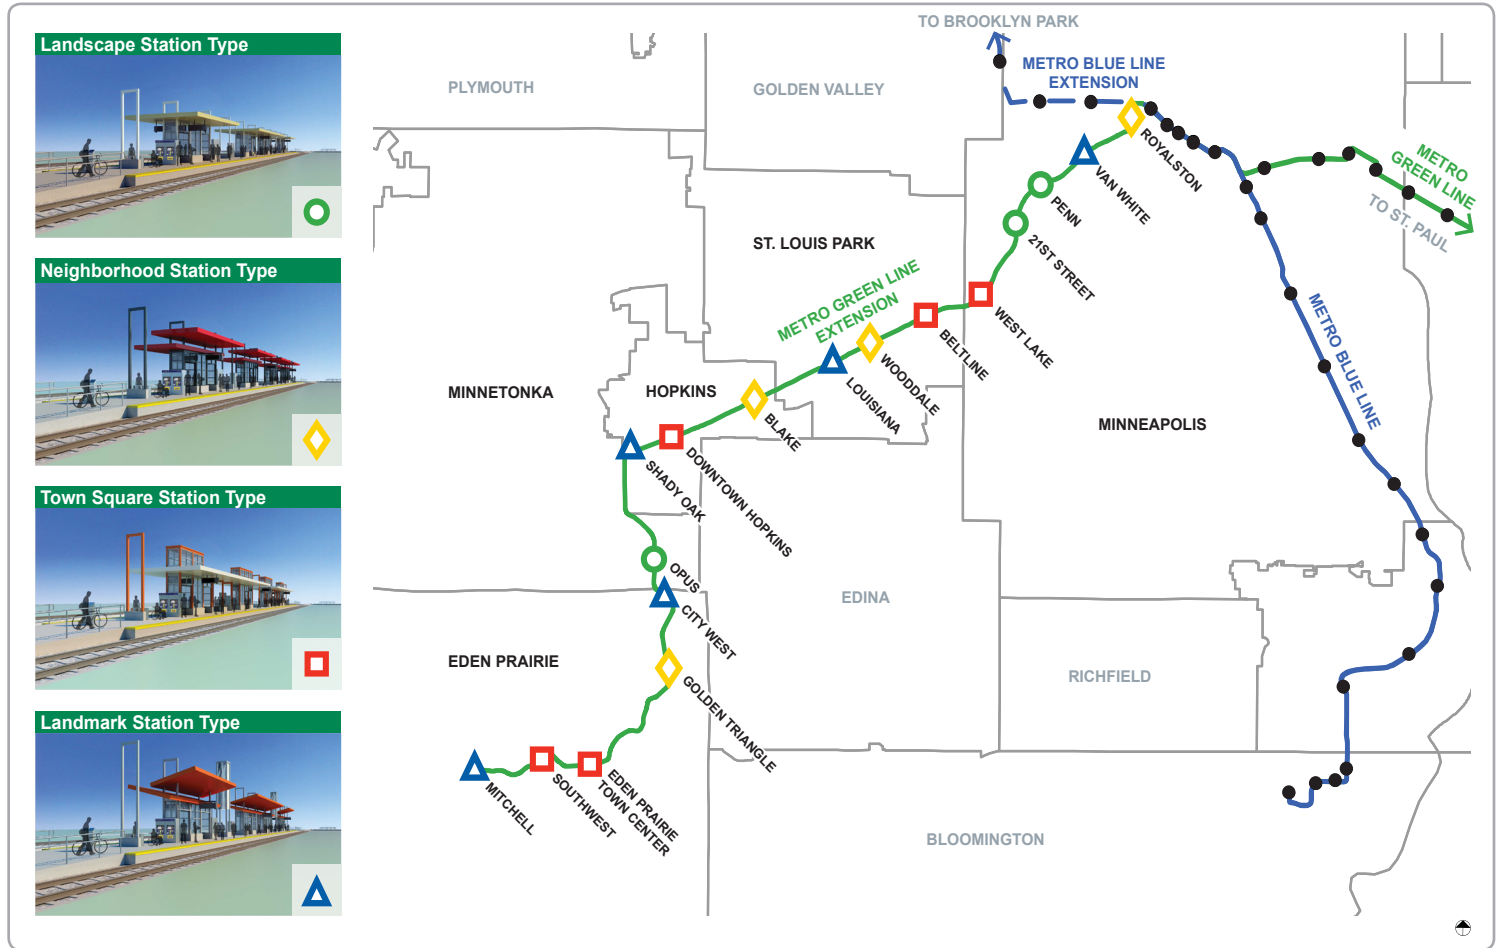 Landscape Station Type
Neighborhood Station Type
Town Square Station Type
Landmark Station Type
TO BROOKLYN PARK
METRO BLUE LINE
EXTENSION
PLYMOUTH
GOLDEN VALLEY
ROYALSTON
METRO
GREEN LINE
TO ST. PAUL
VAN WHITE
PENN
21ST STREET
ST. LOUIS PARK
METRO GREEN LINE
EXTENSION
WEST LAKE
BELTLINE
WOODDALE
LOUISIANA
METRO BLUE LINE
MINNETONKA
HOPKINS
BLAKE
MINNEAPOLIS
DOWNTOWN HOPKINS
SHADY OAK
OPUS
CITY WEST
EDINA
EDEN PRAIRIE
GOLDEN TRIANGLE
RICHFIELD
EDEN PRAIRIE
TOWN CENTER
SOUTHWEST
MITCHELL
BLOOMINGTON